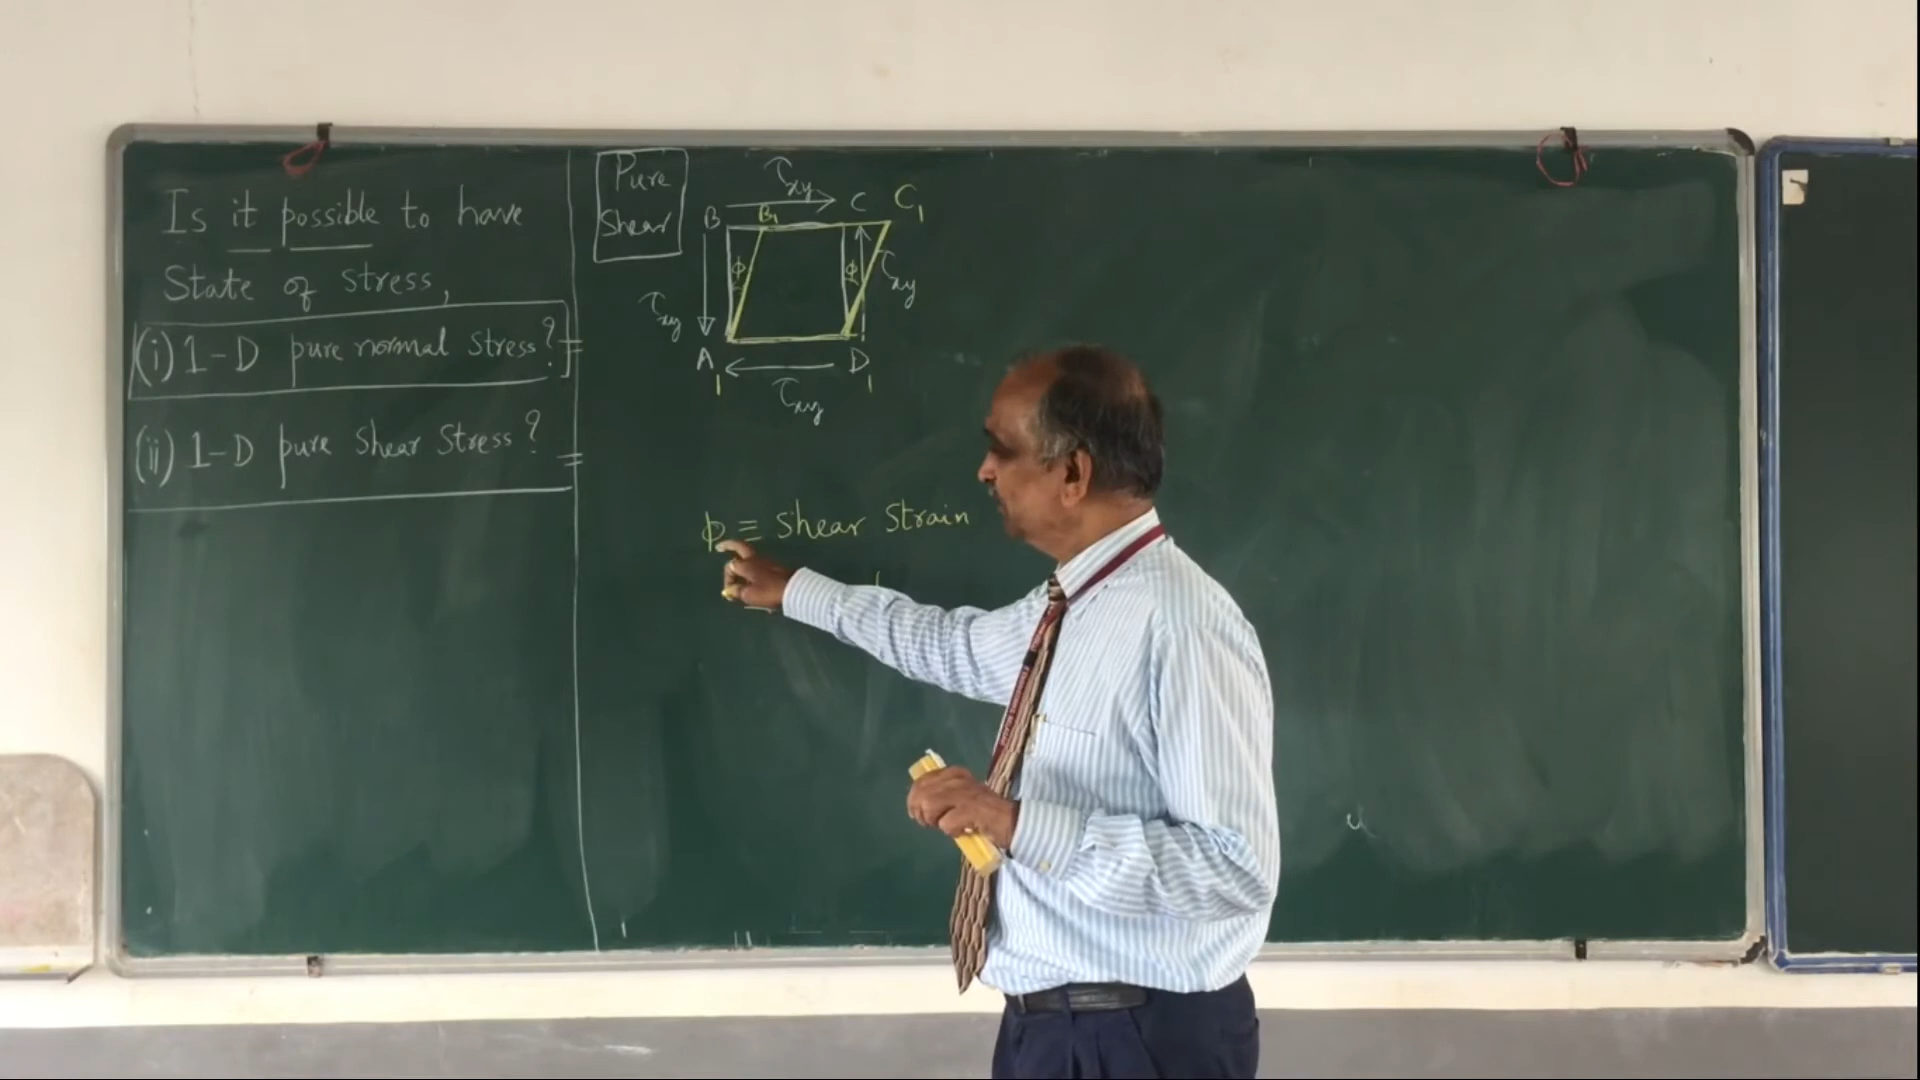 Is it possible to have
State of stress,
(i) 1-D pure normal stress?
(ii) 1-D pure shear stress?
Pure
Shear
τxy
B B1 C C1
φ φ
τxy τxy
A1 D1
τxy
φ ≡ Shear Strain